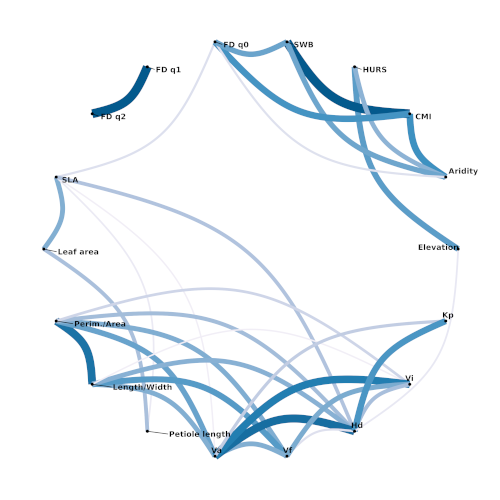 FD q0
SWB
FD q1
HURS
FD q2
CMI
Aridity
SLA
Elevation
Leaf area
Kp
Perim./Area
Vi
Length/Width
Hd
Petiole length
Va
Vf